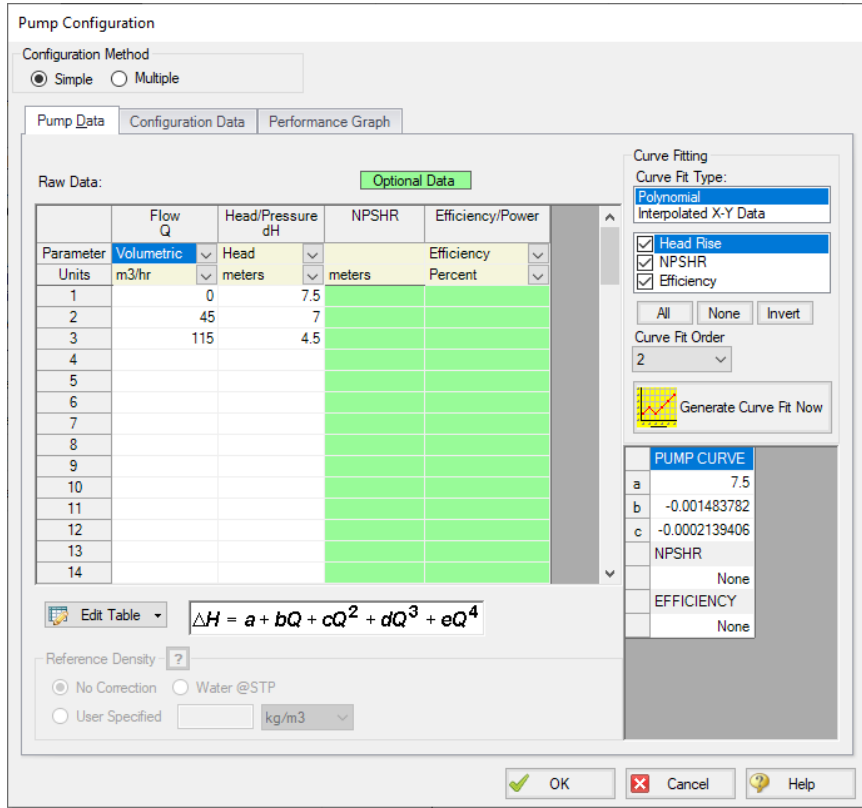 Pump Configuration
Configuration Method
Simple Multiple
Pump Data Configuration Data Performance Graph
Raw Data: Optional Data
Flow Q Head/Pressure dH NPSHR Efficiency/Power
Parameter Volumetric Head Efficiency
Units m3/hr meters meters Percent
1 0 7.5
2 45 7
3 115 4.5
4
5
6
7
8
9
10
11
12
13
14
Edit Table
ΔH = a + bQ + cQ² + dQ³ + eQ⁴
Reference Density ?
No Correction Water @STP
User Specified kg/m3
Curve Fitting
Curve Fit Type:
Polynomial
Interpolated X-Y Data
Head Rise
NPSHR
Efficiency
All None Invert
Curve Fit Order
2
Generate Curve Fit Now
PUMP CURVE
a 7.5
b -0.001483782
c -0.0002139406
NPSHR
None
EFFICIENCY
None
OK Cancel Help